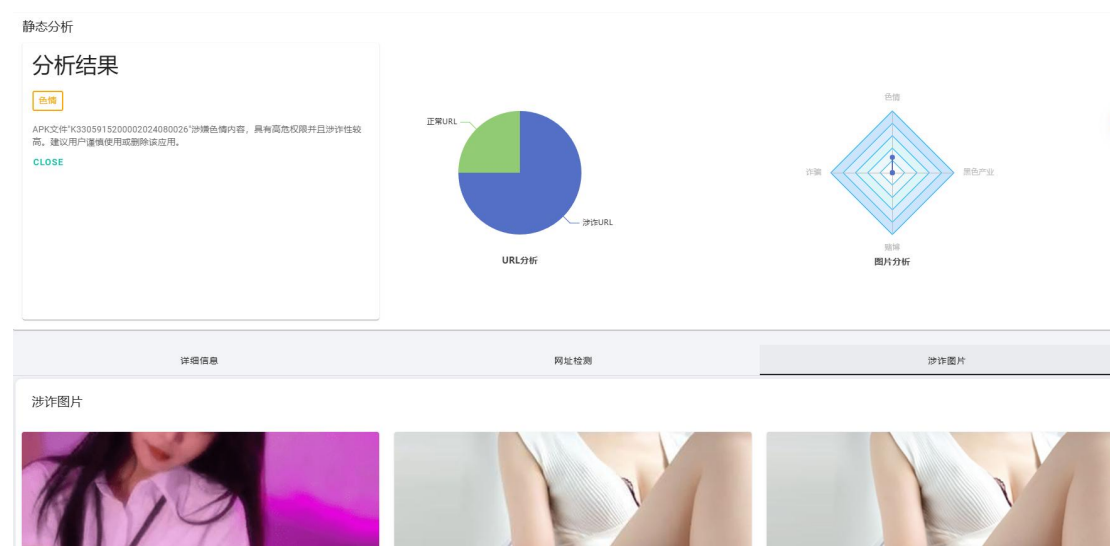 静态分析
分析结果
色情
APK文件"K3305915200002024080026"涉嫌色情内容，具有高危权限并且涉诈性较
高。建议用户谨慎使用或删除该应用。
CLOSE
正常URL
涉诈URL
URL分析
色情
诈骗
黑色产业
赌博
图片分析
详细信息
网址检测
涉诈图片
涉诈图片